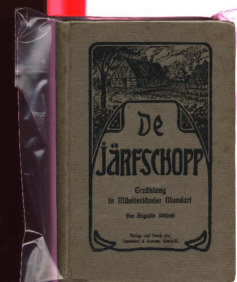 De
JÄRFSCHOPP
Erzählung
in Münsterländer Mundart
Von Augustin Wibbelt
Verlag und Druck von